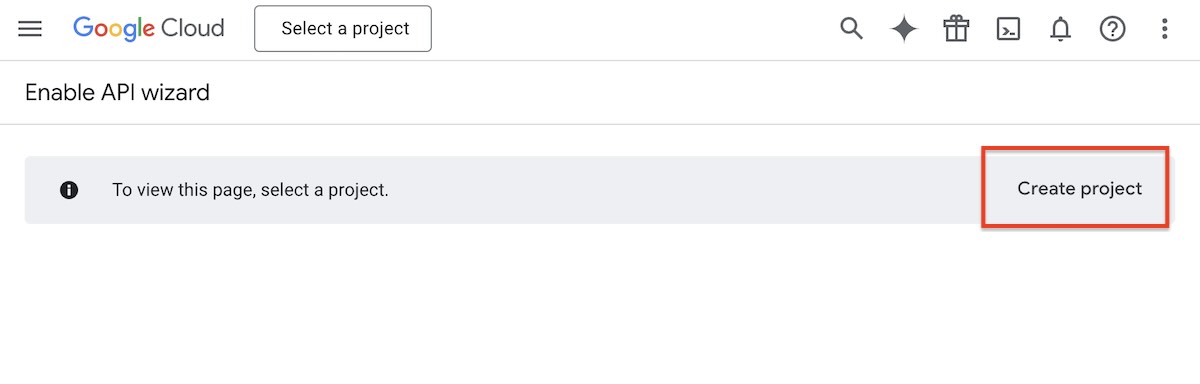 Google Cloud
Select a project
Enable API wizard
To view this page, select a project.
Create project